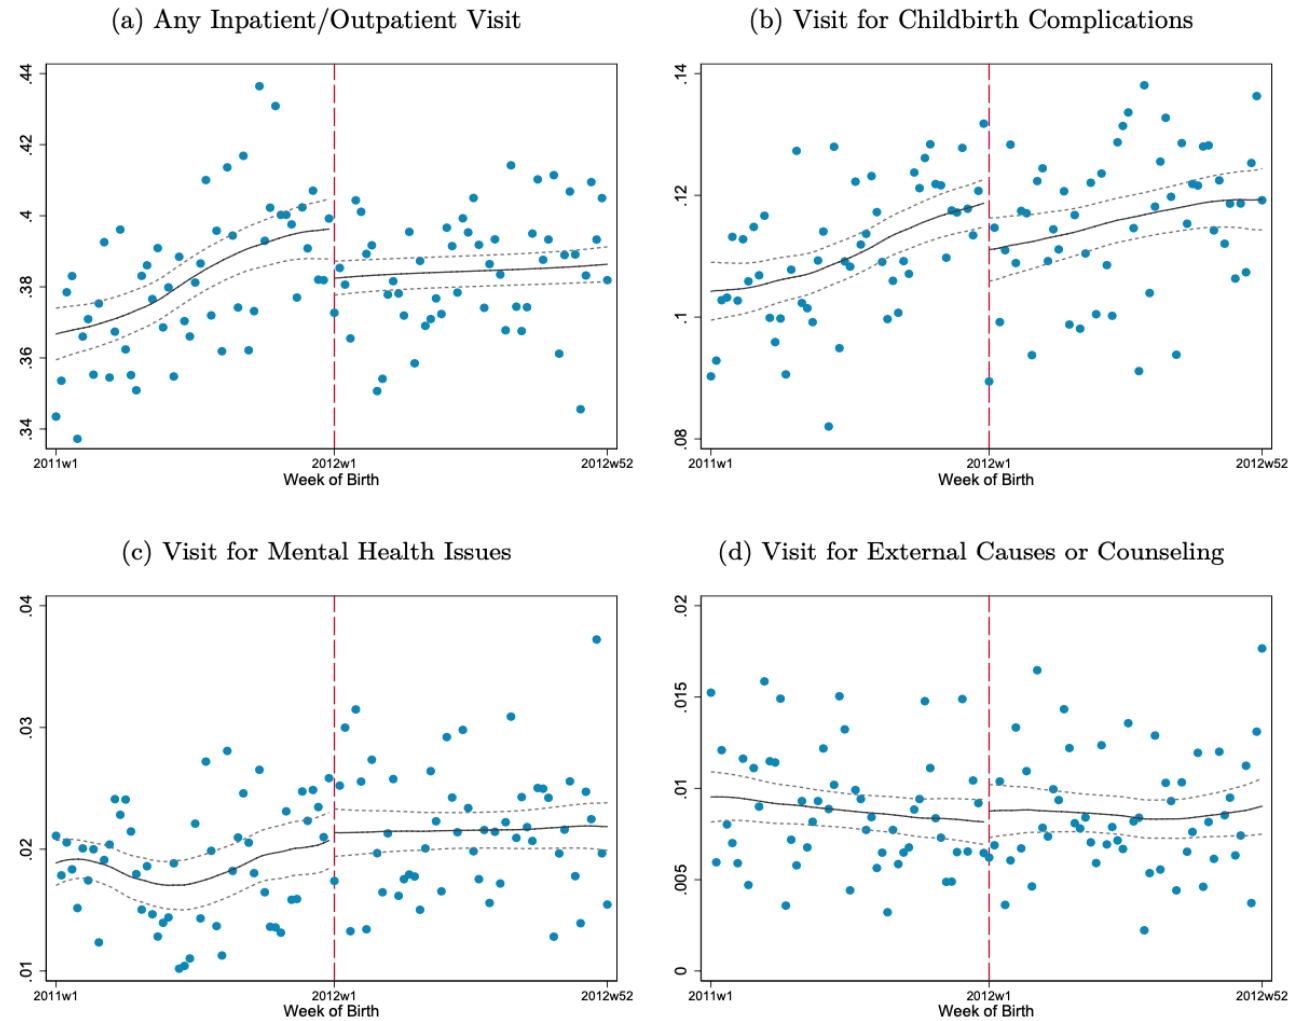 (a) Any Inpatient/Outpatient Visit
.44
.42
.4
.38
.36
.34
2011w1 2012w1 2012w52
Week of Birth
(b) Visit for Childbirth Complications
.14
.12
.1
.08
2011w1 2012w1 2012w52
Week of Birth
(c) Visit for Mental Health Issues
.04
.03
.02
.01
2011w1 2012w1 2012w52
Week of Birth
(d) Visit for External Causes or Counseling
.02
.015
.01
.005
0
2011w1 2012w1 2012w52
Week of Birth